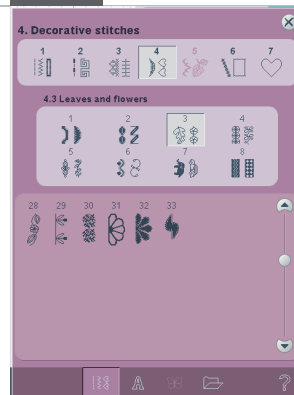 4. Decorative stitches
1 2 3 4 5 6 7
4.3 Leaves and flowers
1 2 3 4
5 6 7 8
28 29 30 31 32 33
A ?